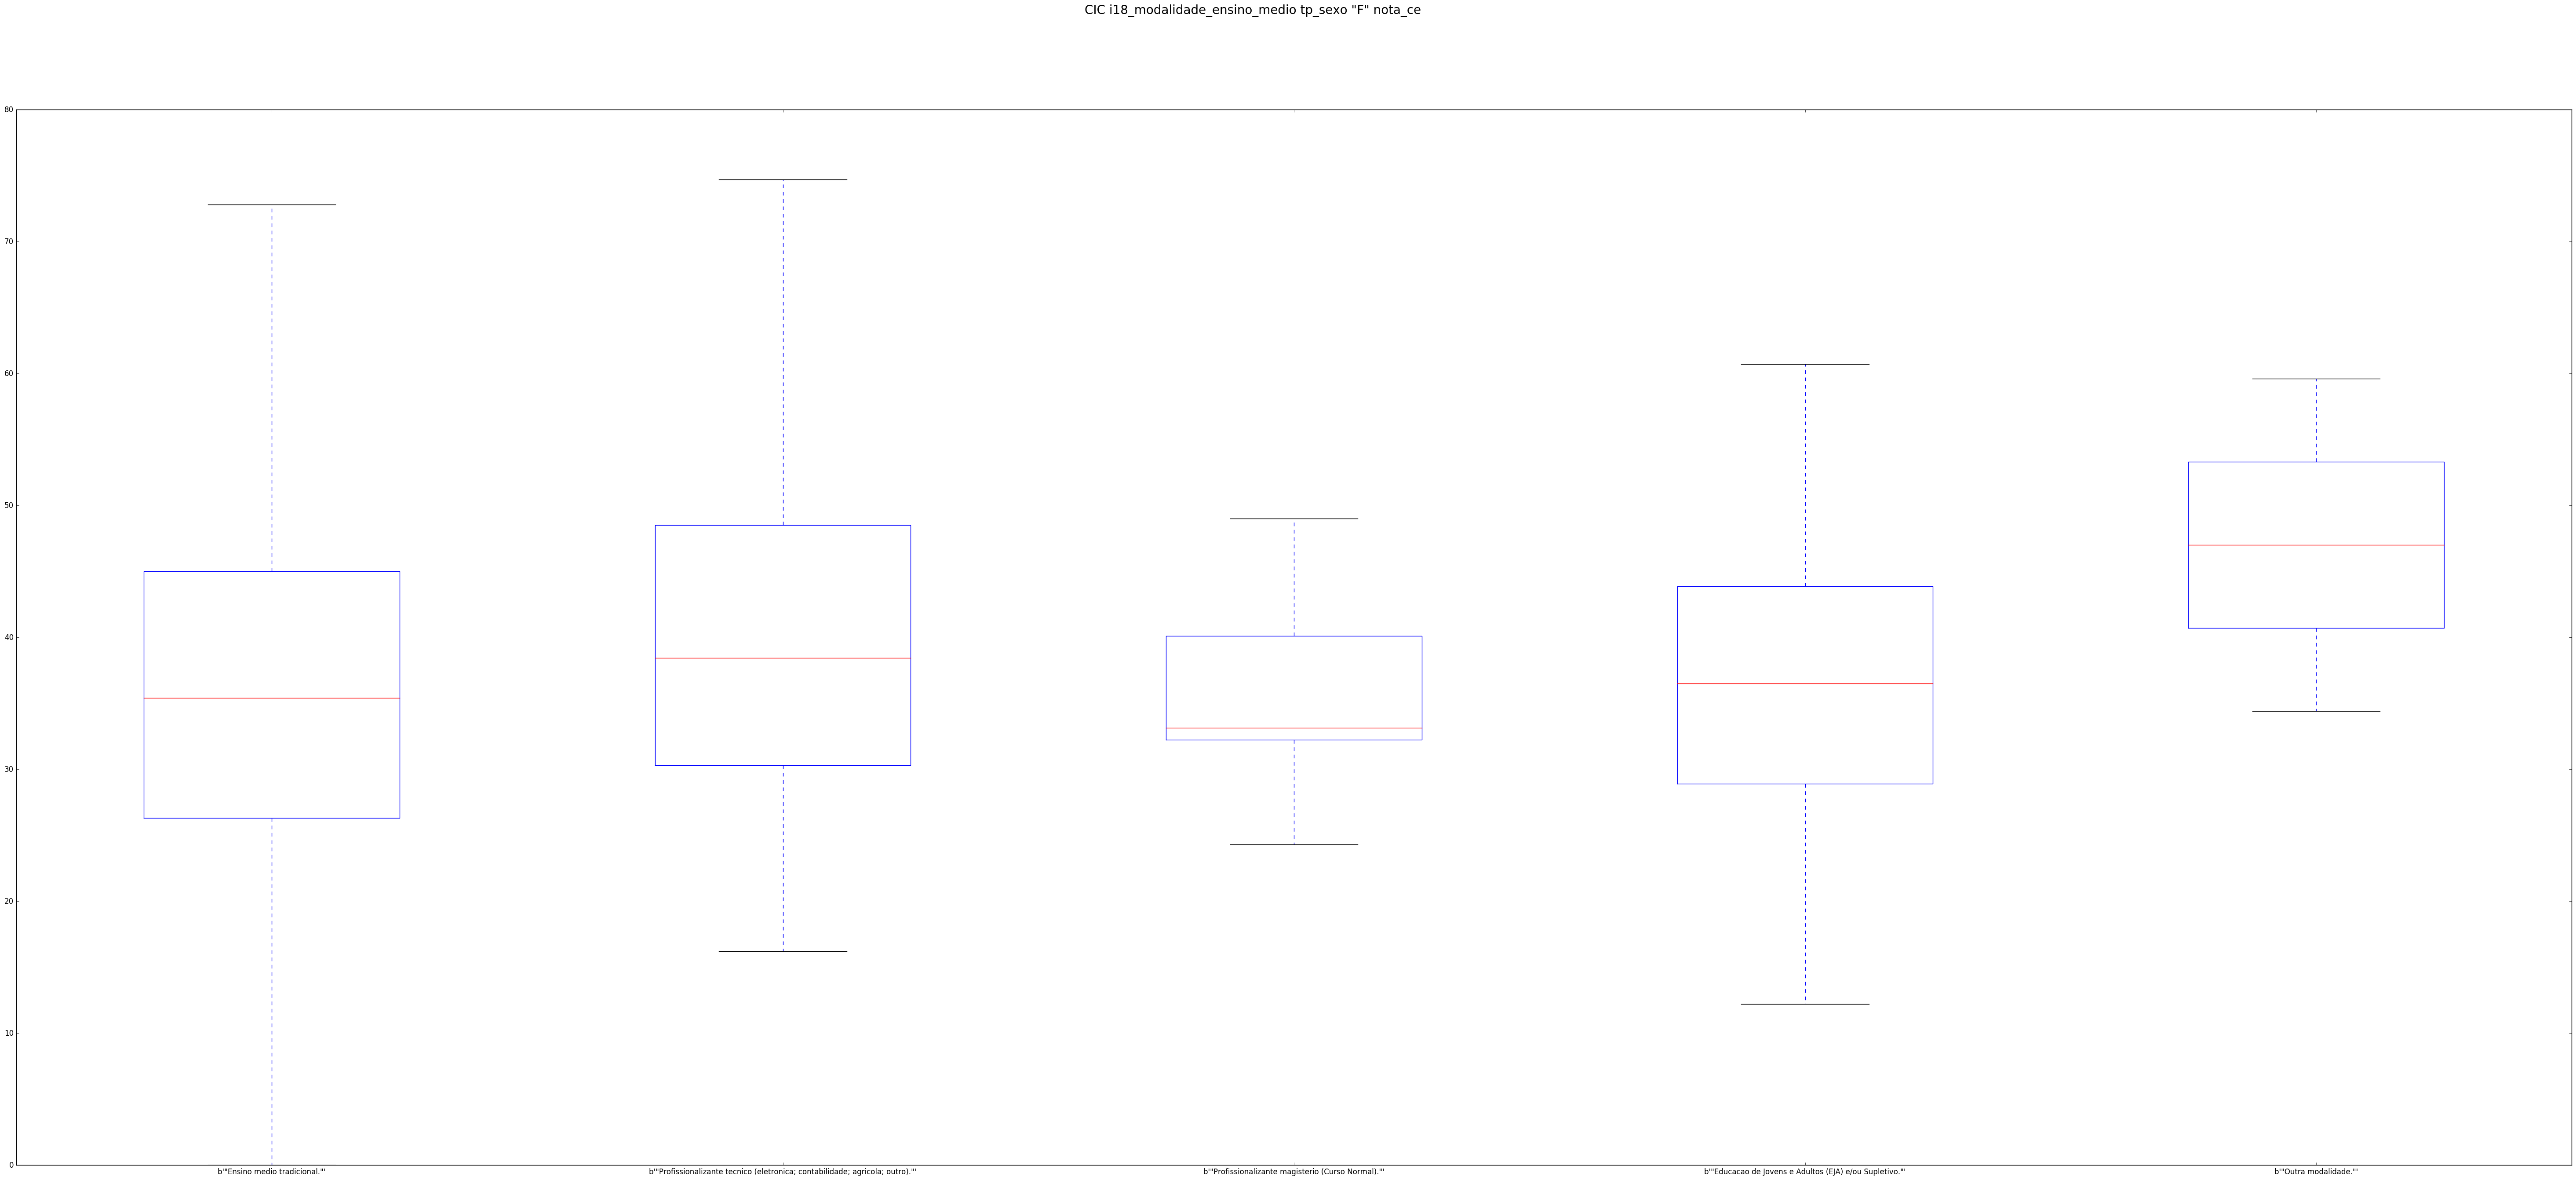 CIC i18_modalidade_ensino_medio tp_sexo "F" nota_ce
80
70
60
50
40
30
20
10
0
b'"Ensino medio tradicional."'
b'"Profissionalizante tecnico (eletronica; contabilidade; agricola; outro)."'
b'"Profissionalizante magisterio (Curso Normal)."'
b'"Educacao de Jovens e Adultos (EJA) e/ou Supletivo."'
b'"Outra modalidade."'